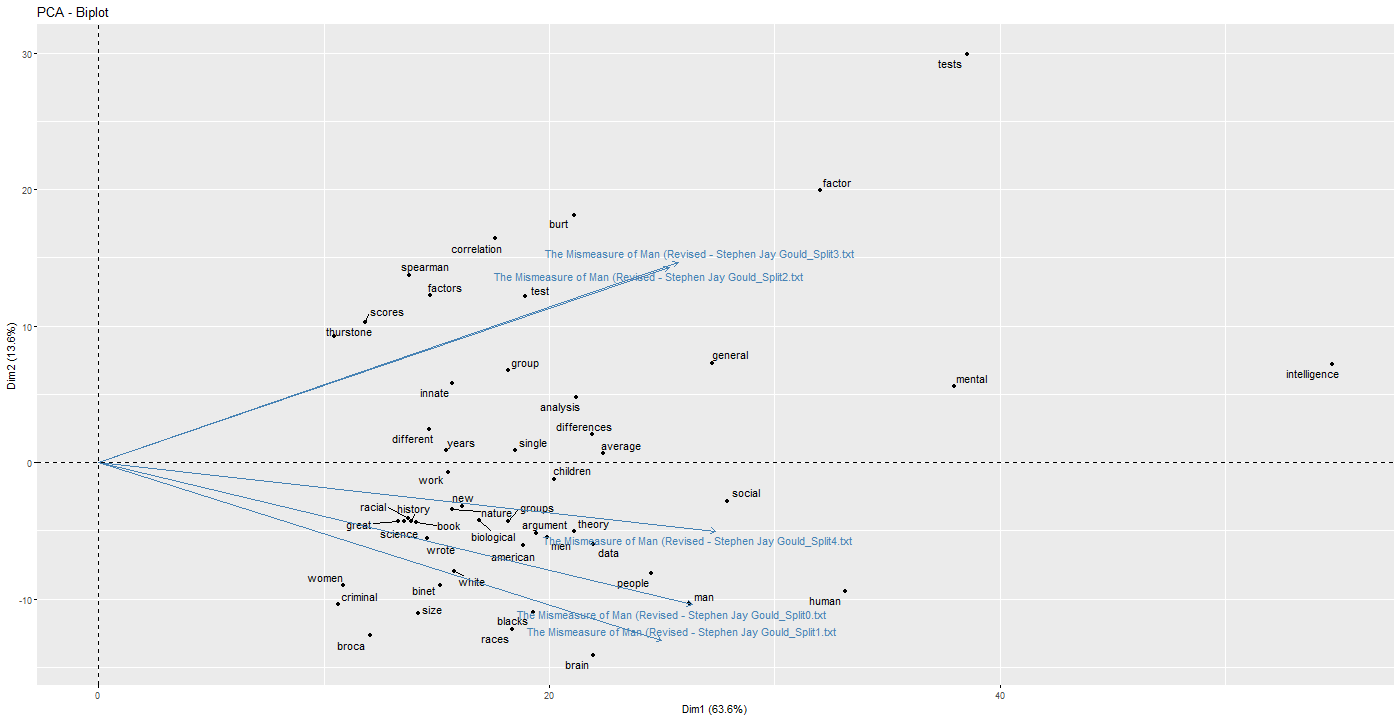 PCA - Biplot
30
tests
20
factor
burt
correlation
The Mismeasure of Man (Revised - Stephen Jay Gould_Split3.txt
spearman
The Mismeasure of Man (Revised - Stephen Jay Gould_Split2.txt
factors
test
scores
10
thurstone
general
group
mental
intelligence
innate
analysis
differences
different
years
single
average
0
children
work
social
new
racial
history
groups
nature
great
book
argument
theory
science
biological
The Mismeasure of Man (Revised - Stephen Jay Gould_Split4.txt
men
wrote
american
data
women
white
people
binet
criminal
man
human
-10
size
The Mismeasure of Man (Revised - Stephen Jay Gould_Split0.txt
blacks
The Mismeasure of Man (Revised - Stephen Jay Gould_Split1.txt
races
broca
brain
0
20
40
Dim1 (63.6%)
Dim2 (13.6%)